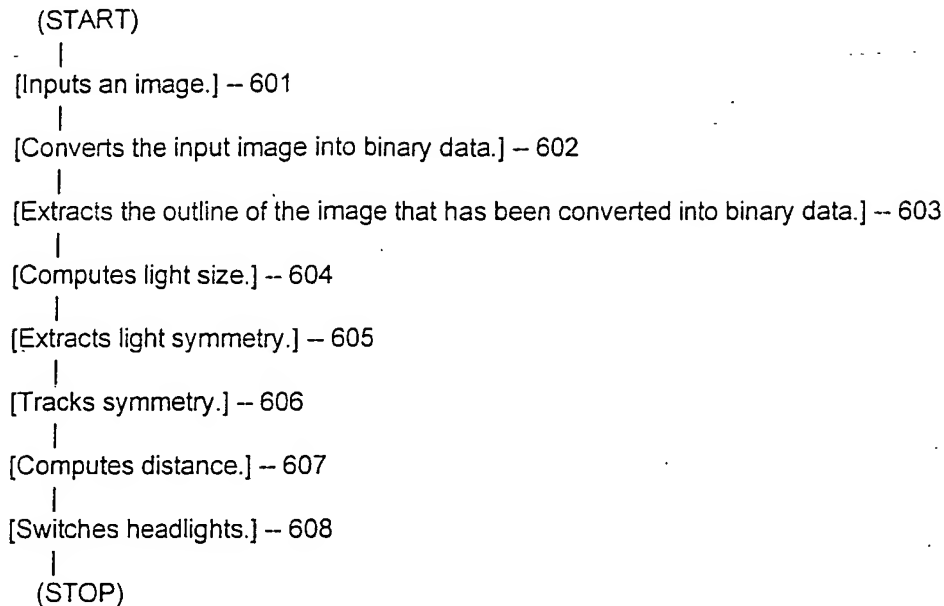 (START)
[Inputs an image.] -- 601
[Converts the input image into binary data.] -- 602
[Extracts the outline of the image that has been converted into binary data.] -- 603
[Computes light size.] -- 604
[Extracts light symmetry.] -- 605
[Tracks symmetry.] -- 606
[Computes distance.] -- 607
[Switches headlights.] -- 608
(STOP)